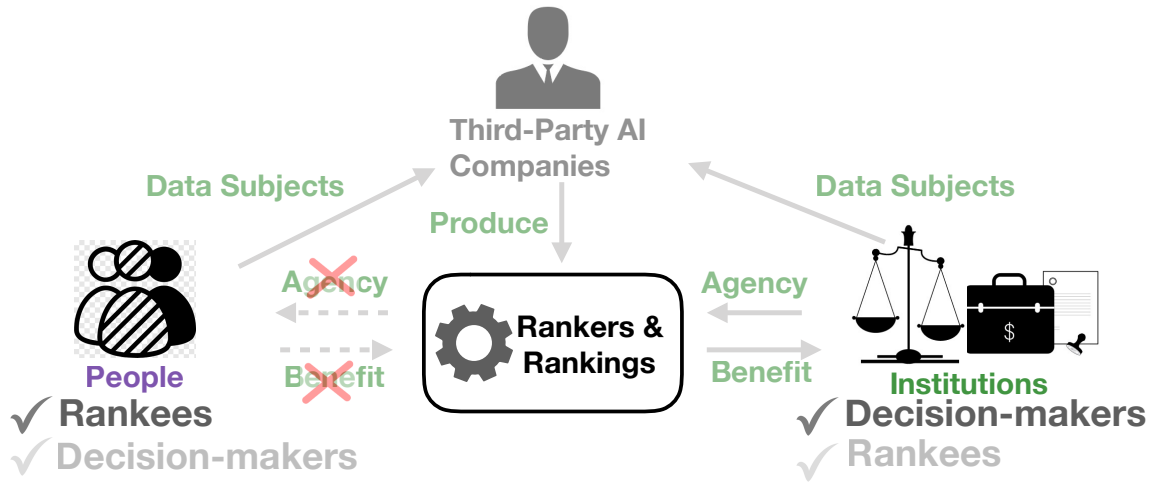 Third-Party AI
Companies
Data Subjects
Data Subjects
Produce
Agency
Agency
Rankers &
Rankings
Benefit
Benefit
$
People
Institutions
Rankees
Decision-makers
Decision-makers
Rankees